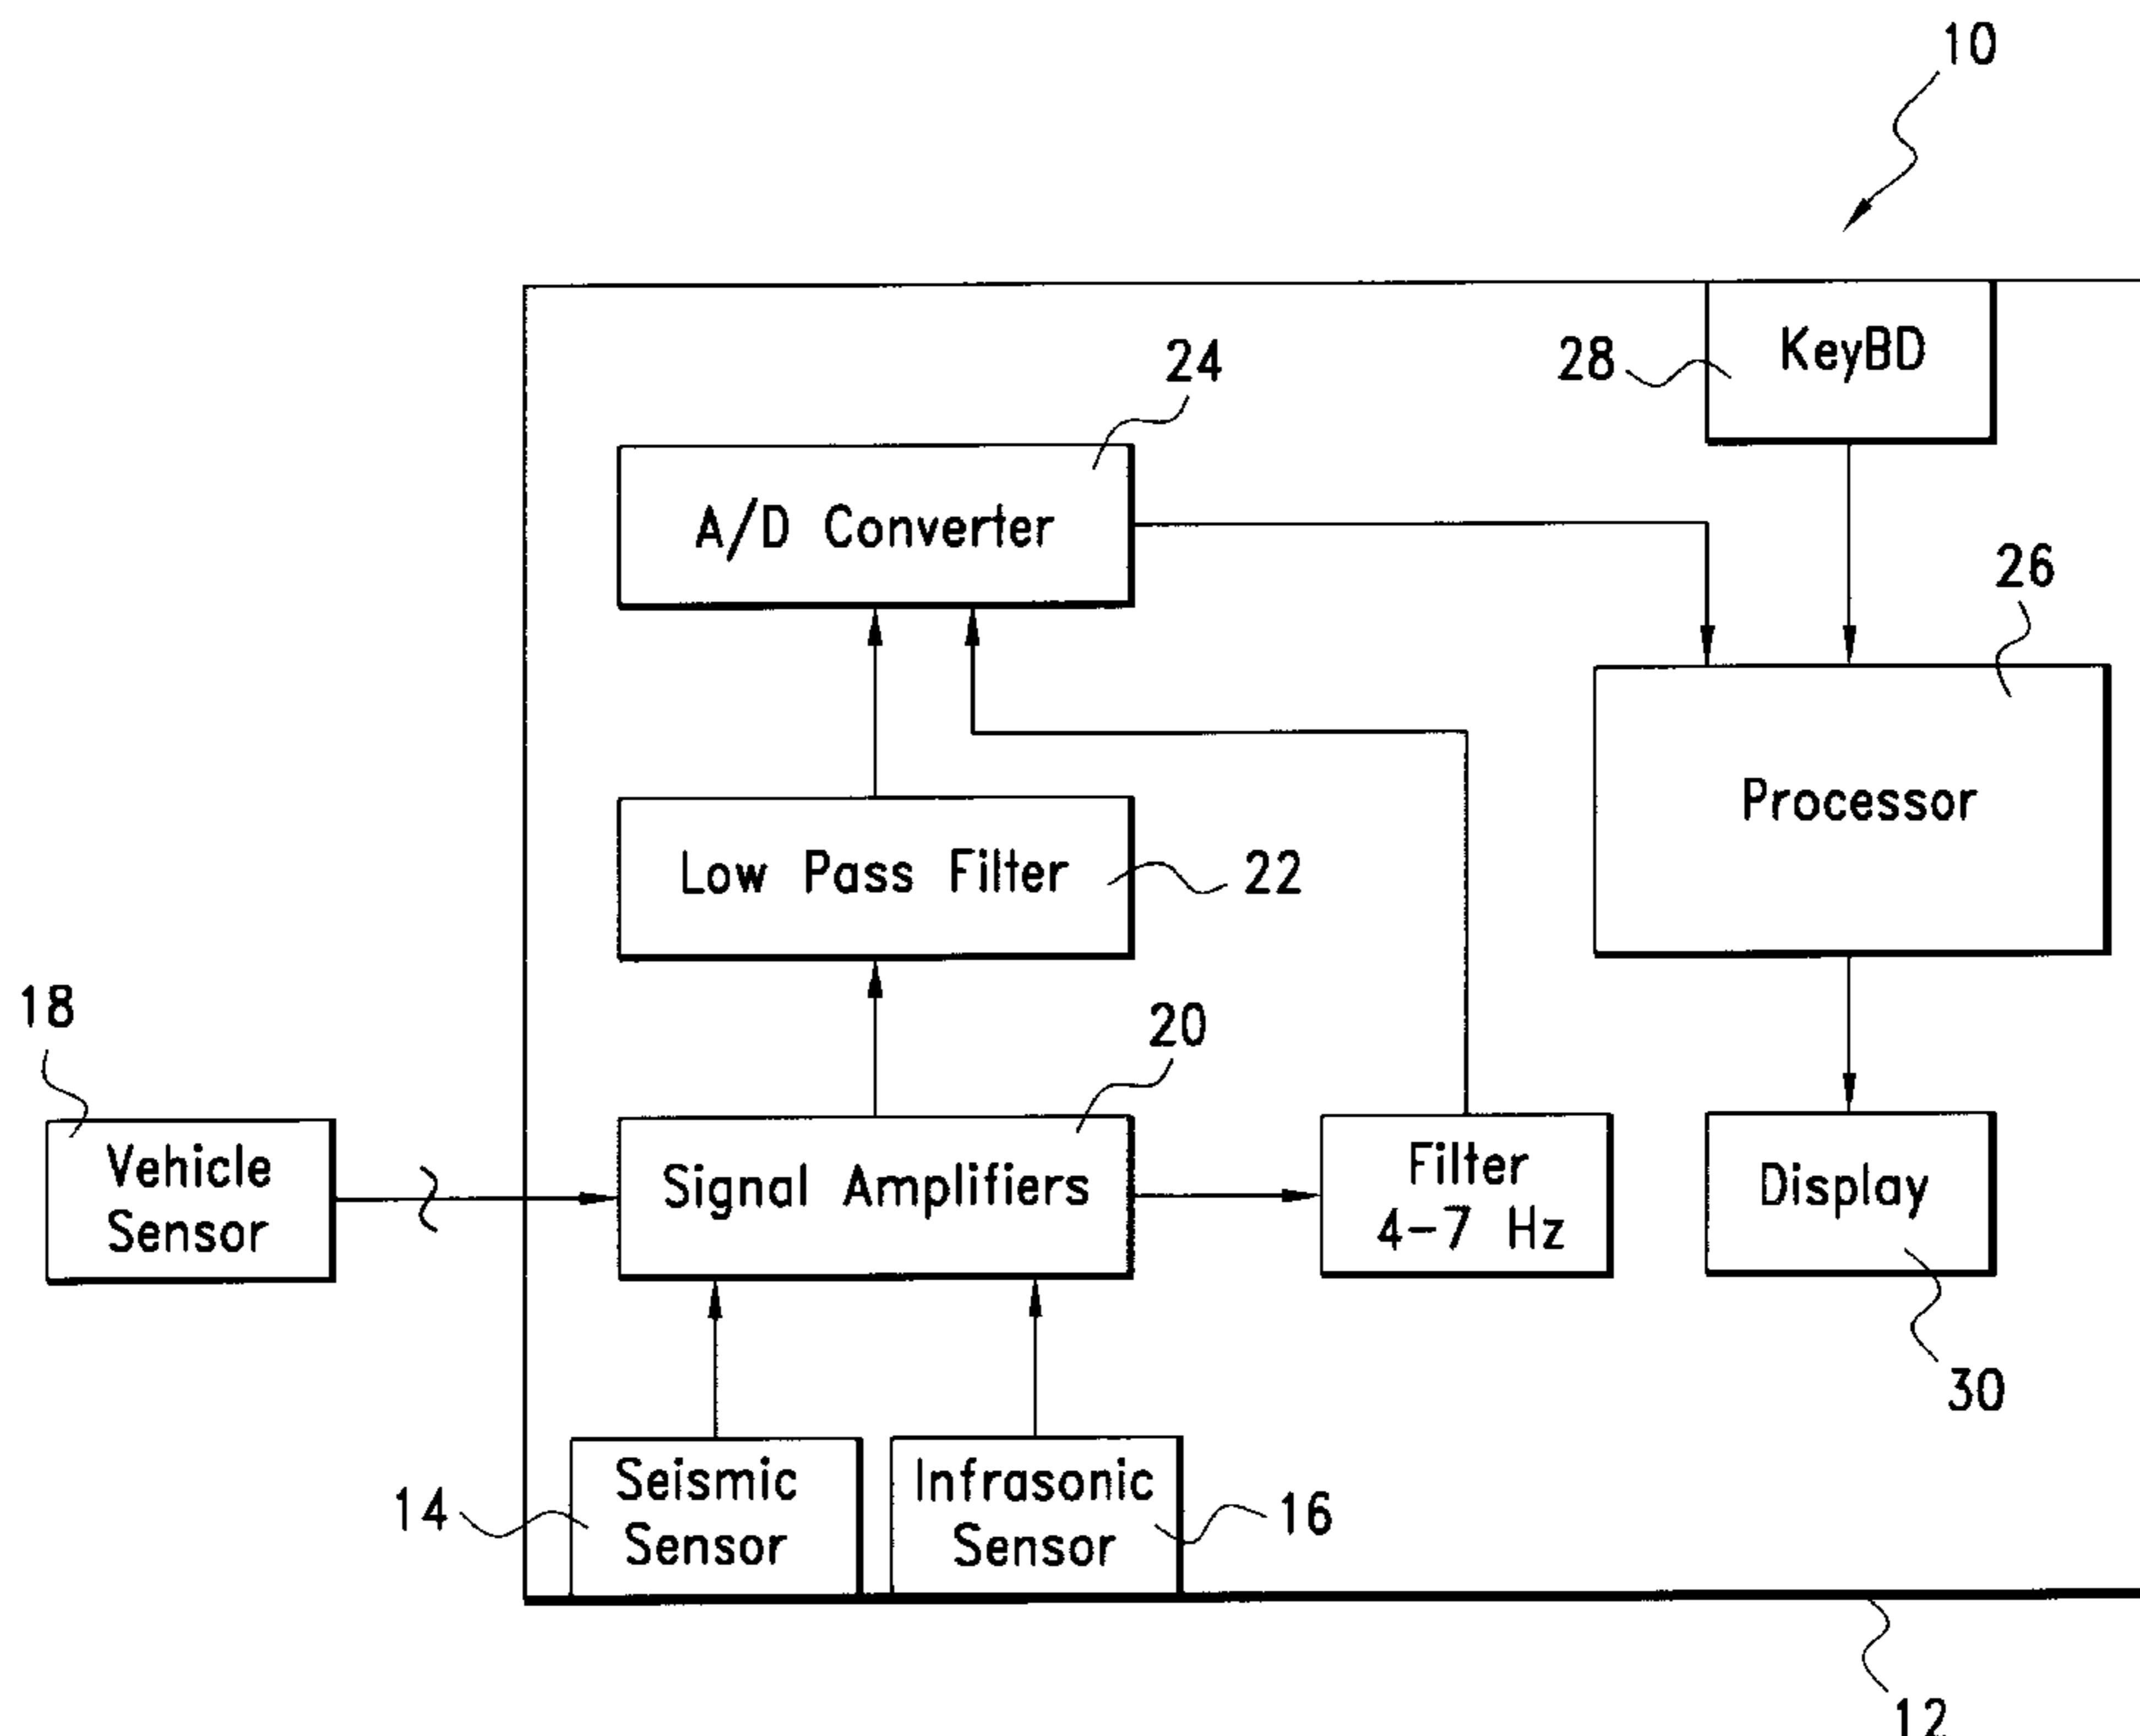 10
KeyBD
28
24
A/D Converter
26
Processor
Low Pass Filter
22
18
20
Vehicle
Sensor
Signal Amplifiers
Filter
4-7 Hz
Display
30
Seismic
Sensor
14
Infrasonic
Sensor
16
12